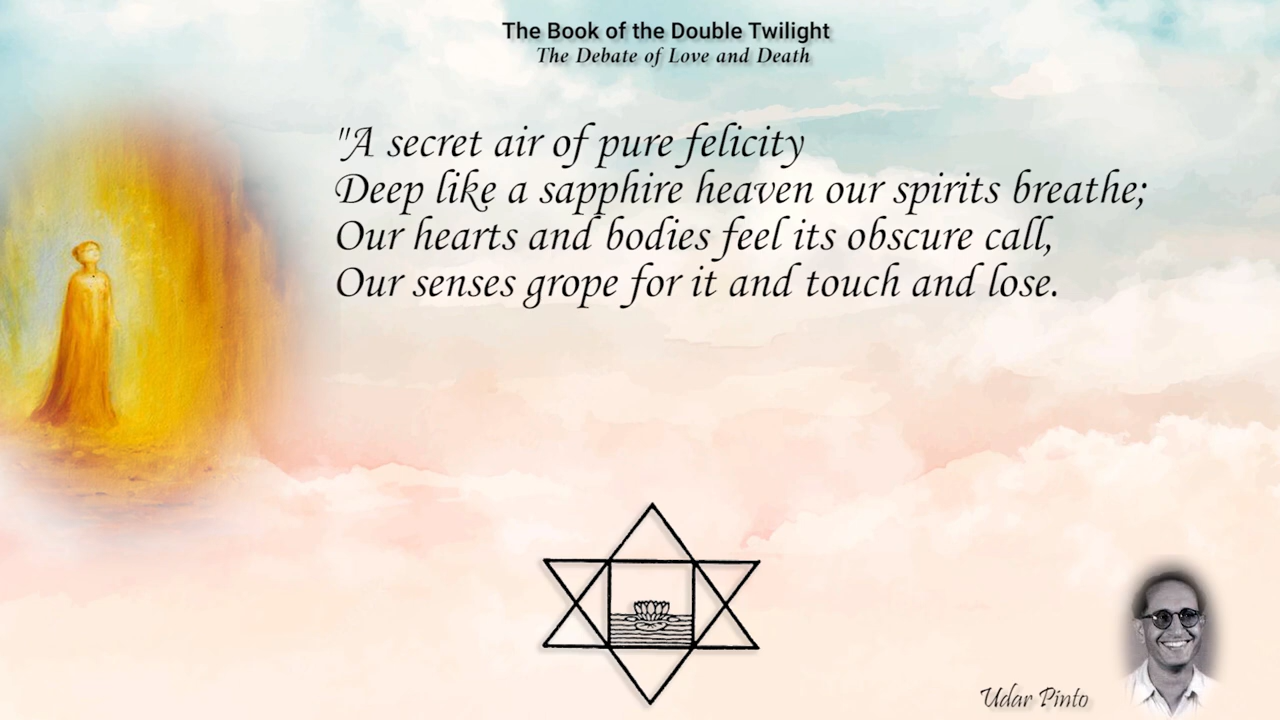 The Book of the Double Twilight
The Debate of Love and Death
"A secret air of pure felicity
Deep like a sapphire heaven our spirits breathe;
Our hearts and bodies feel its obscure call,
Our senses grope for it and touch and lose.
Udar Pinto